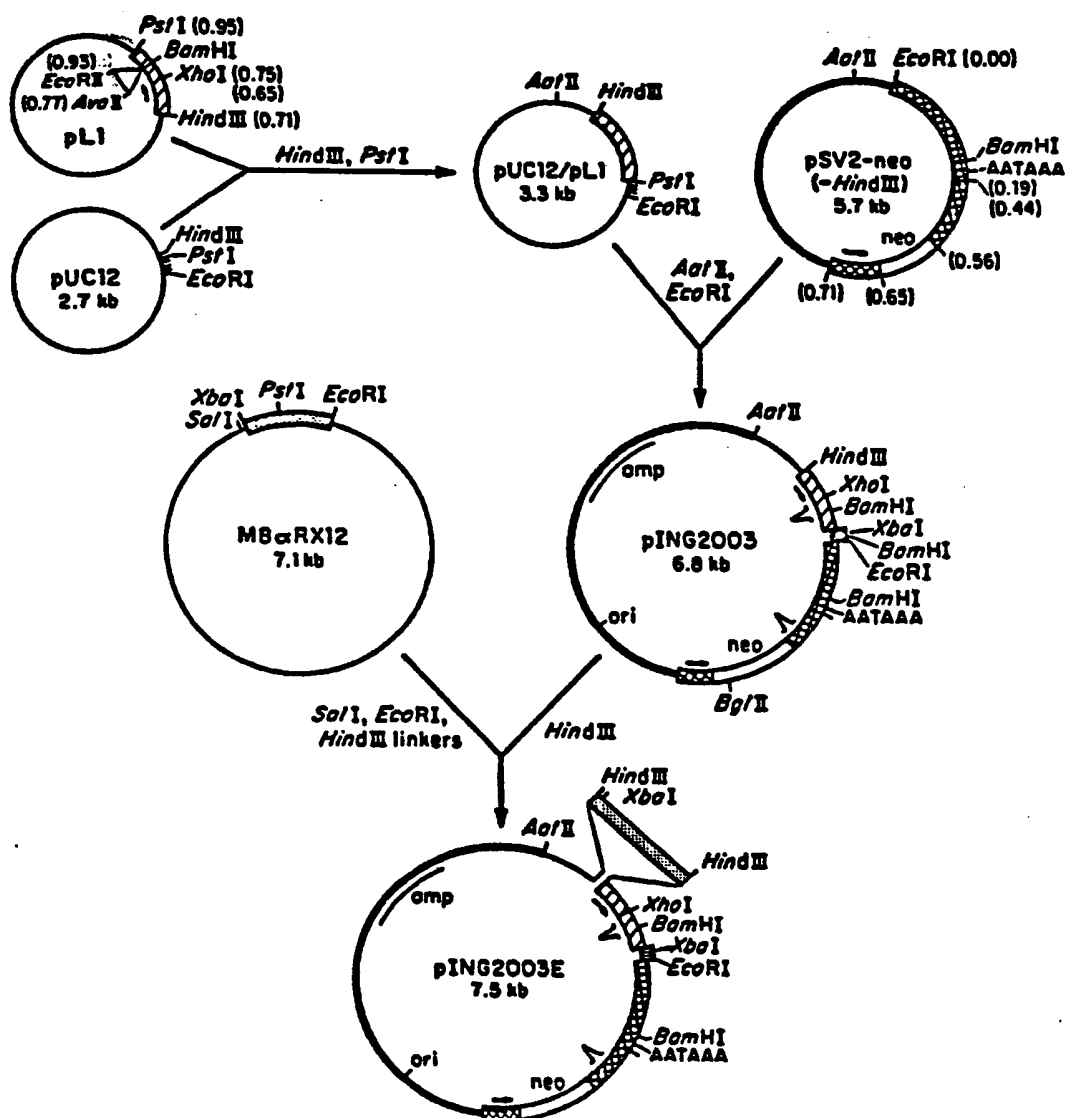 PstI (0.95)
BamHI
(0.93)
EcoRII
XhoI (0.75)
(0.65)
(0.77) AvaII
HindIII (0.71)
pL1
HindIII, PstI
HindIII
PstI
EcoRI
pUC12
2.7 kb
AatII
HindIII
pUC12/pL1
3.3 kb
PstI
EcoRI
AatII
EcoRI (0.00)
BamHI
AATAAA
(0.19)
(0.44)
pSV2-neo
(-HindIII)
5.7 kb
neo
(0.56)
(0.71)
(0.65)
AatII,
EcoRI
XbaI
PstI
EcoRI
SalI
M8αRX12
7.1 kb
AatII
HindIII
amp
XhoI
BamHI
XbaI
BamHI
EcoRI
pING2003
6.8 kb
BamHI
AATAAA
ori
neo
BglII
SalI, EcoRI,
HindIII linkers
HindIII
HindIII
XbaI
AatII
HindIII
amp
XhoI
BamHI
XbaI
EcoRI
pING2003E
7.5 kb
BamHI
AATAAA
ori
neo